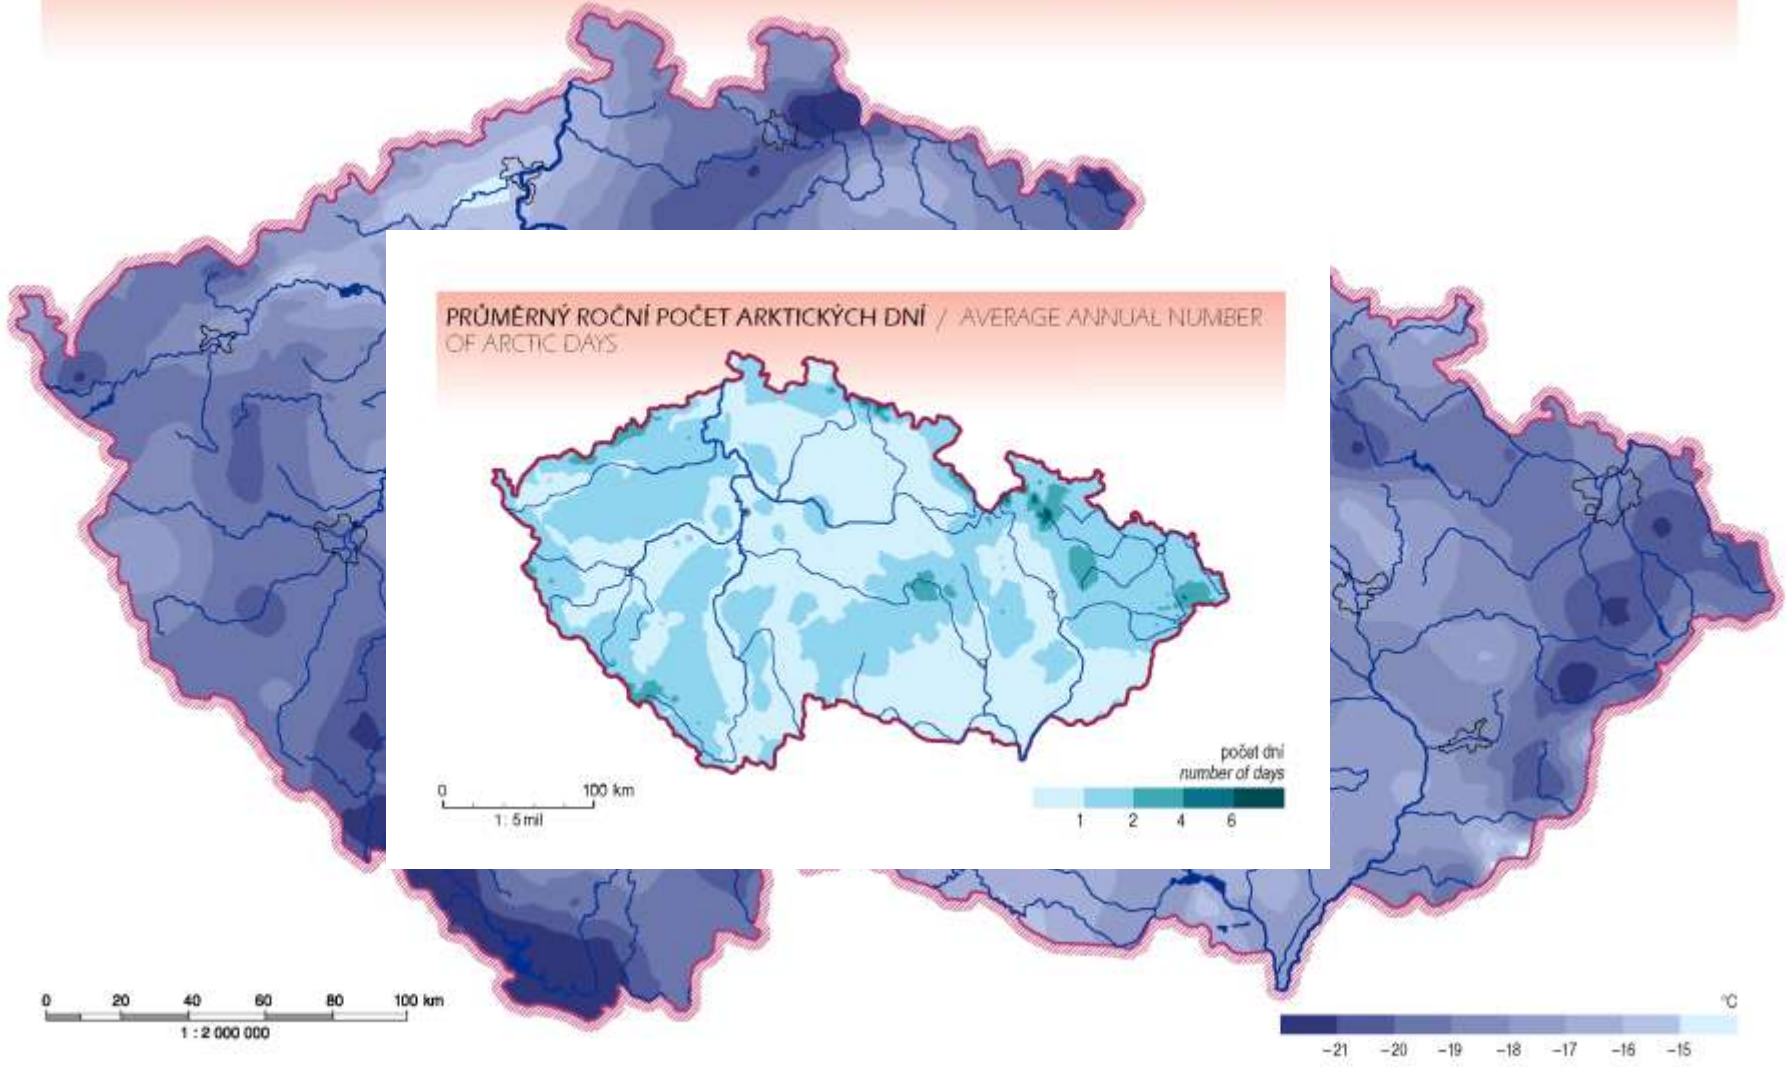 PRŮMĚRNÝ ROČNÍ POČET ARKTICKÝCH DNÍ / AVERAGE ANNUAL NUMBER
OF ARCTIC DAYS
počet dní
number of days
0 100 km
1 : 5 mil
1 2 4 6
0 20 40 60 80 100 km
1 : 2 000 000
°C
–21 –20 –19 –18 –17 –16 –15